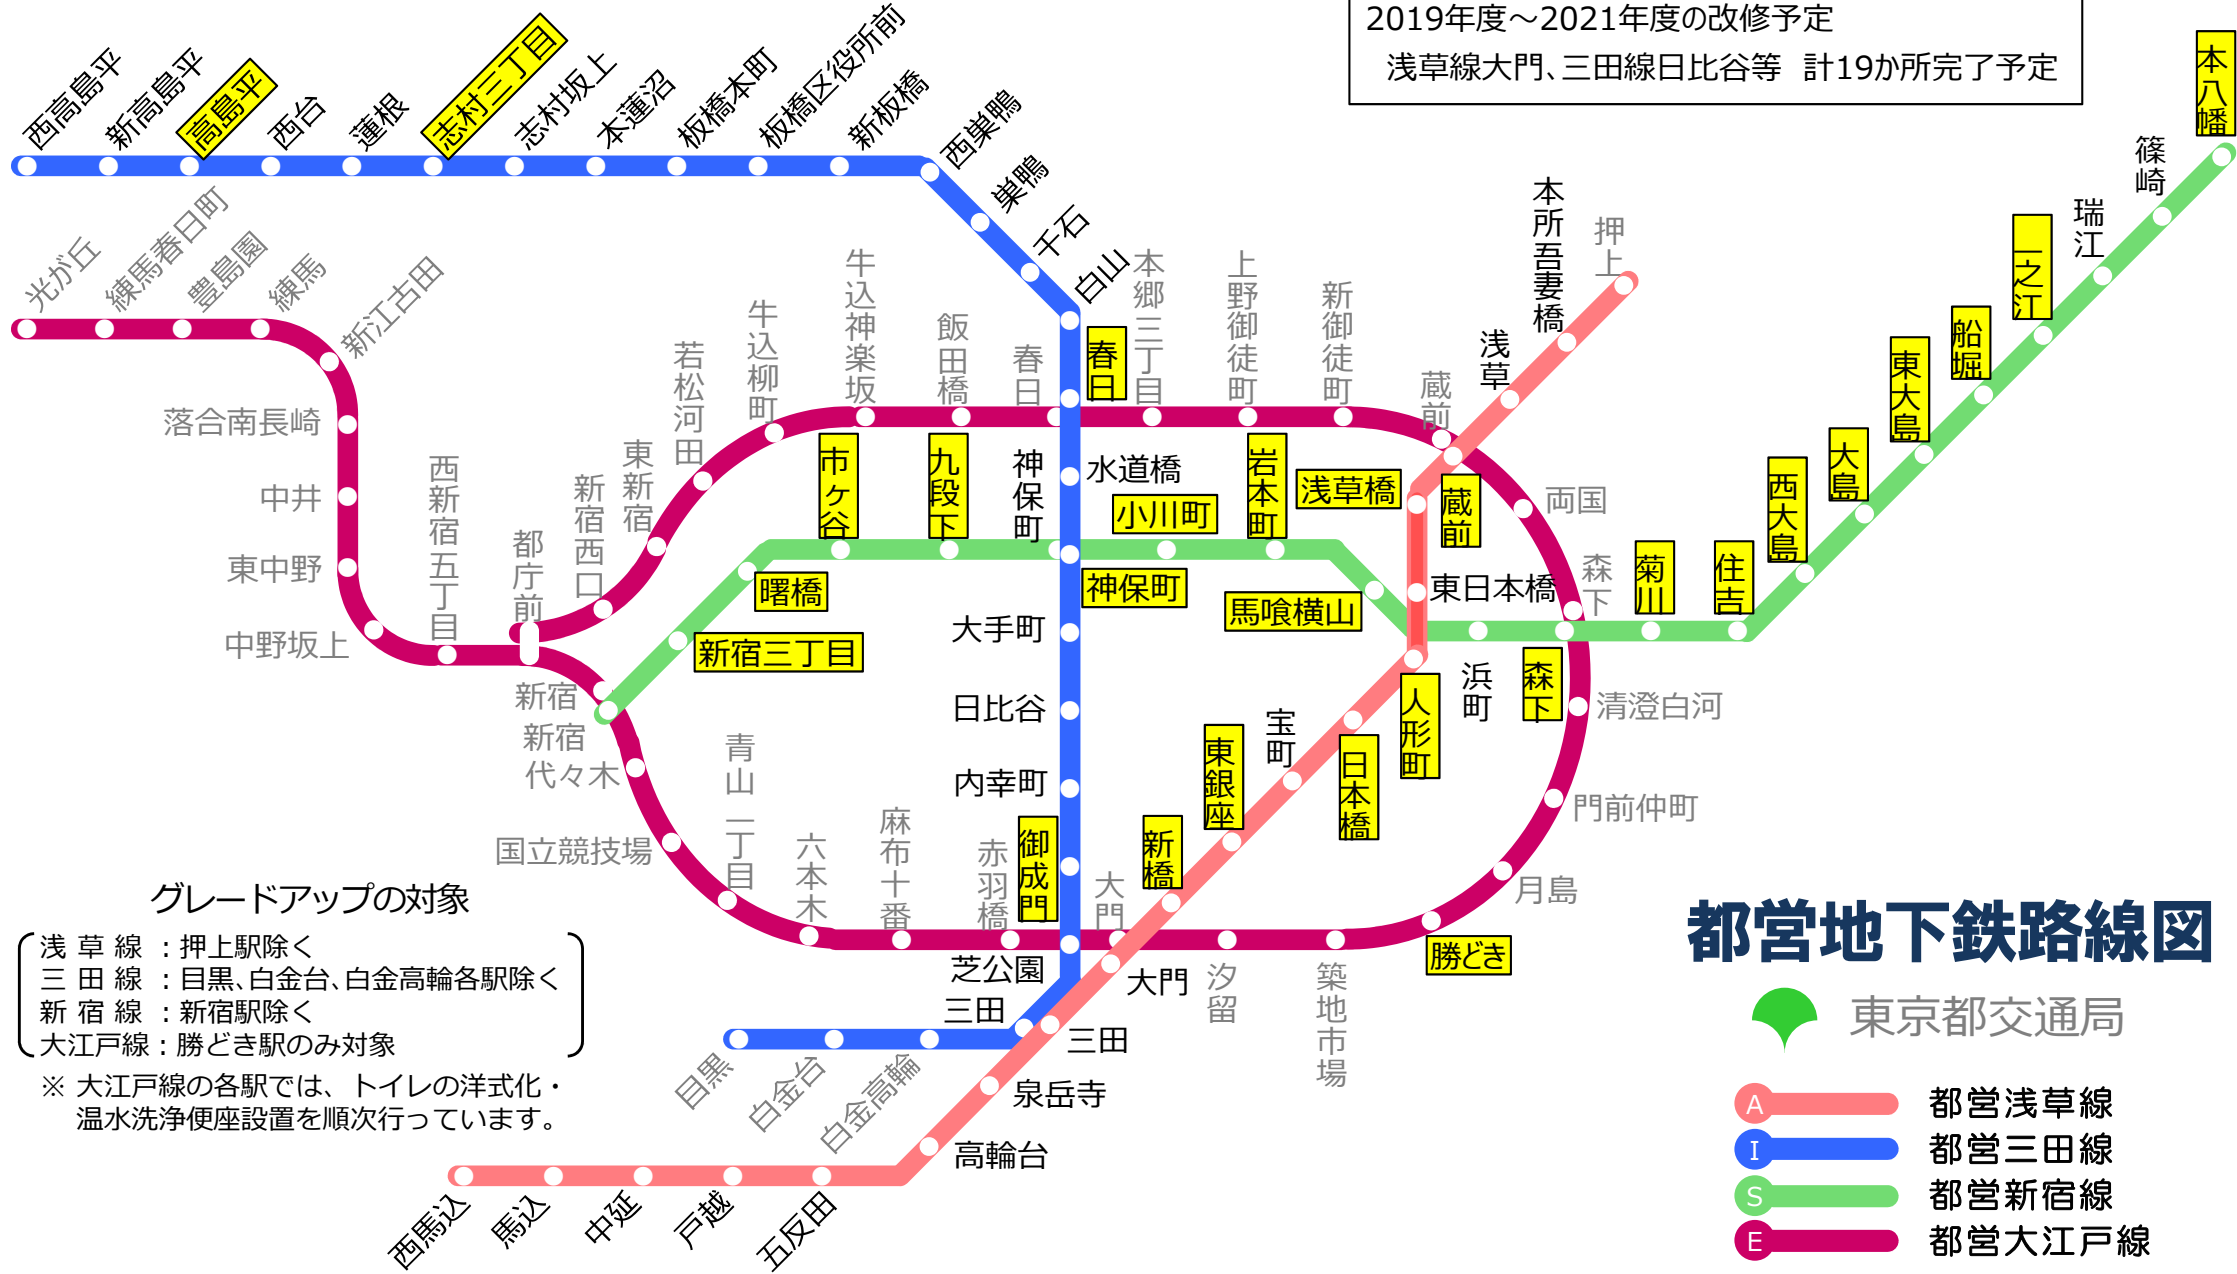 2019年度～2021年度の改修予定
浅草線大門、三田線日比谷等 計19か所完了予定
西高島平
新高島平
高島平
西台
蓮根
志村三丁目
志村坂上
本蓮沼
板橋本町
板橋区役所前
新板橋
西巣鴨
巣鴨
千石
白山
春日
水道橋
神保町
大手町
日比谷
内幸町
御成門
芝公園
三田
白金高輪
白金台
目黒
光が丘
練馬春日町
豊島園
練馬
新江古田
落合南長崎
中井
東中野
中野坂上
西新宿五丁目
都庁前
新宿西口
東新宿
若松河田
牛込柳町
牛込神楽坂
飯田橋
春日
本郷三丁目
上野御徒町
新御徒町
蔵前
両国
森下
清澄白河
門前仲町
月島
勝どき
築地市場
汐留
大門
赤羽橋
麻布十番
六本木
青山一丁目
国立競技場
代々木
新宿
新宿
新宿三丁目
曙橋
市ヶ谷
九段下
神保町
小川町
岩本町
馬喰横山
浜町
森下
菊川
住吉
西大島
大島
東大島
船堀
一之江
瑞江
篠崎
本八幡
押上
本所吾妻橋
浅草
蔵前
浅草橋
東日本橋
人形町
日本橋
宝町
東銀座
新橋
大門
三田
泉岳寺
高輪台
五反田
戸越
中延
馬込
西馬込
グレードアップの対象
浅草線：押上駅除く
三田線：目黒、白金台、白金高輪各駅除く
新宿線：新宿駅除く
大江戸線：勝どき駅のみ対象
※ 大江戸線の各駅では、トイレの洋式化・
温水洗浄便座設置を順次行っています。
都営地下鉄路線図
東京都交通局
A 都営浅草線
I 都営三田線
S 都営新宿線
E 都営大江戸線